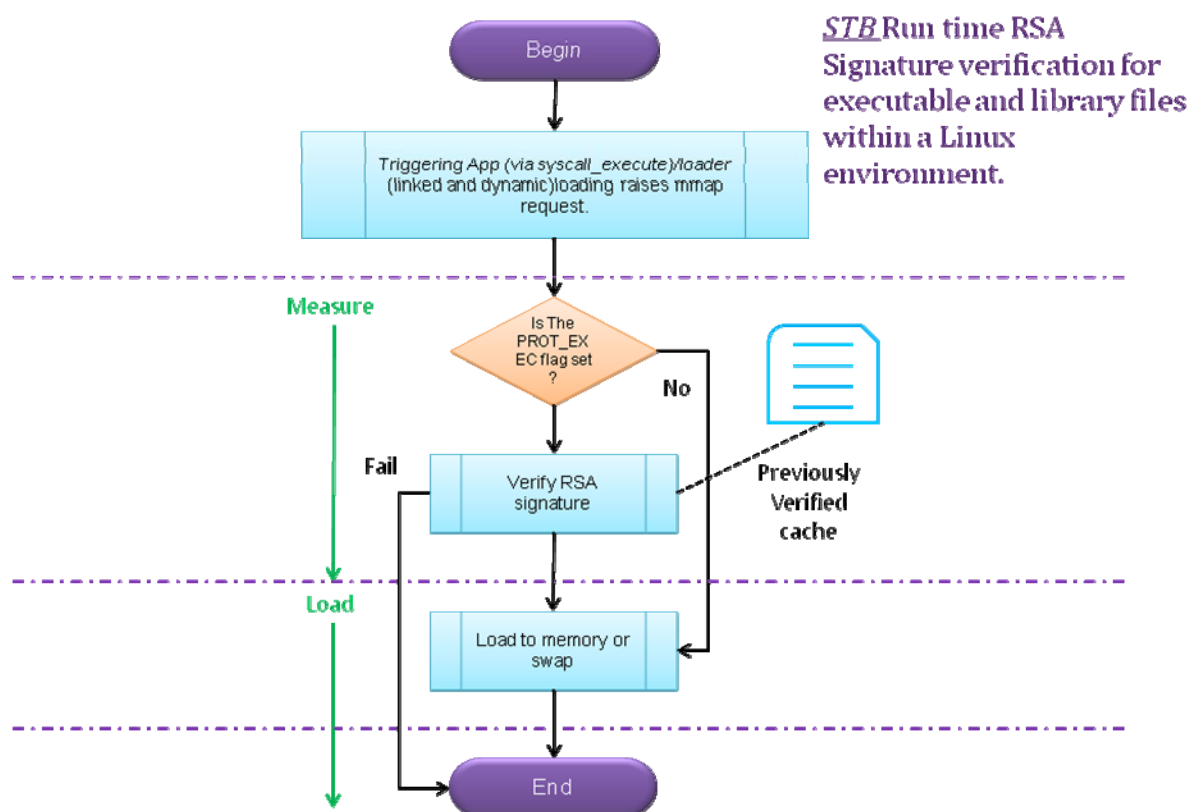 STB Run time RSA
Signature verification for
executable and library files
within a Linux
environment.
Begin
Triggering App (via syscall_execute)/loader
(linked and dynamic)loading raises mmap
request.
Measure
Is The
PROT_EX
EC flag set
?
No
Fail
Verify RSA
signature
Previously
Verified
cache
Load
Load to memory or
swap
End